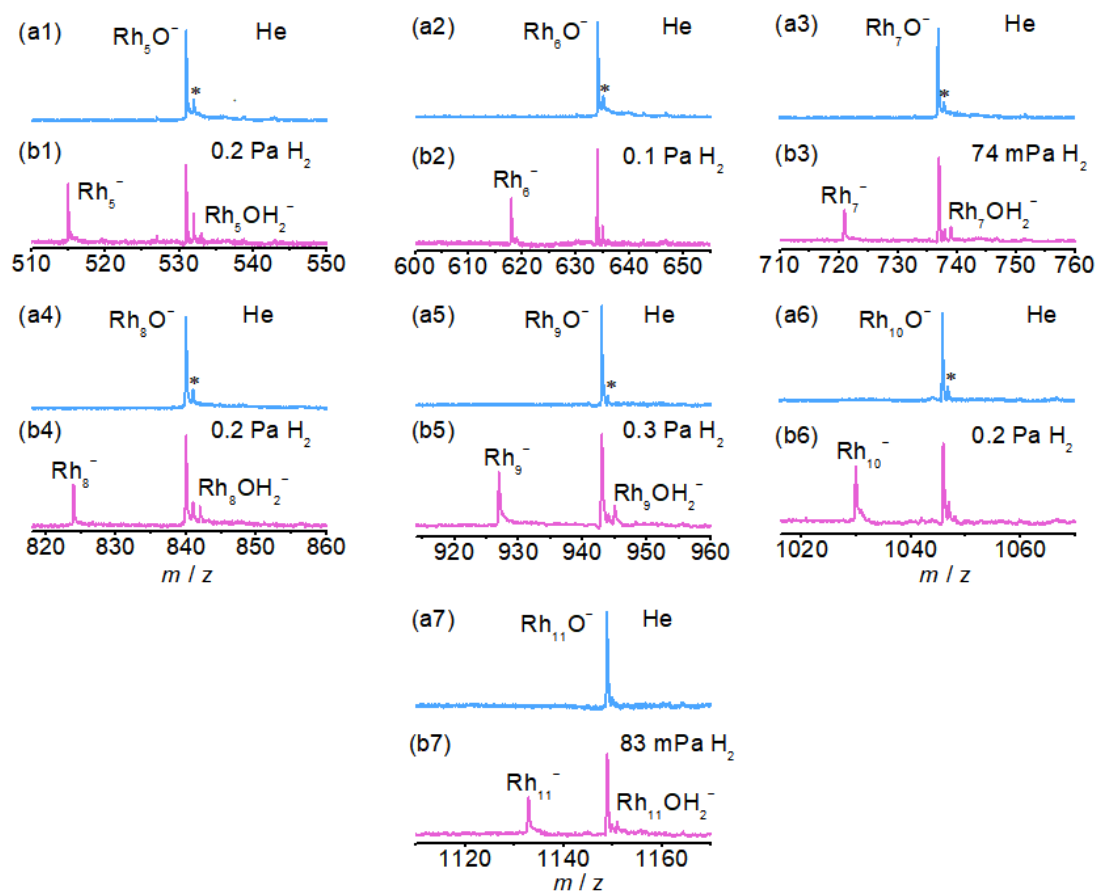 (a1) Rh₅O⁻ He
*
(b1) 0.2 Pa H₂
Rh₅⁻ Rh₅OH₂⁻
510 520 530 540 550
(a2) Rh₆O⁻ He
*
(b2) 0.1 Pa H₂
Rh₆⁻
600 610 620 630 640 650
(a3) Rh₇O⁻ He
*
(b3) 74 mPa H₂
Rh₇⁻ Rh₇OH₂⁻
710 720 730 740 750 760
(a4) Rh₈O⁻ He
*
(b4) 0.2 Pa H₂
Rh₈⁻ Rh₈OH₂⁻
820 830 840 850 860
m / z
(a5) Rh₉O⁻ He
*
(b5) 0.3 Pa H₂
Rh₉⁻ Rh₉OH₂⁻
920 930 940 950 960
(a6) Rh₁₀O⁻ He
*
(b6) 0.2 Pa H₂
Rh₁₀⁻
1020 1040 1060
m / z
(a7) Rh₁₁O⁻ He
(b7) 83 mPa H₂
Rh₁₁⁻ Rh₁₁OH₂⁻
1120 1140 1160
m / z